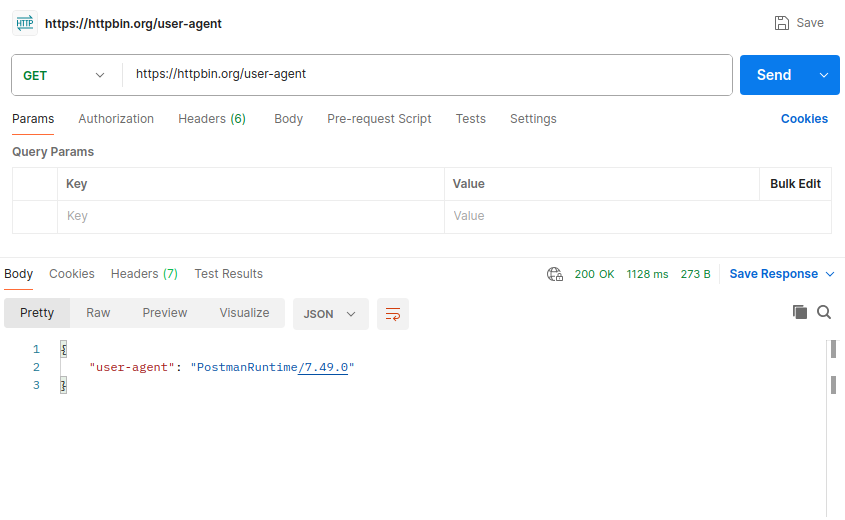 HTTP https://httpbin.org/user-agent Save
GET https://httpbin.org/user-agent Send
Params Authorization Headers (6) Body Pre-request Script Tests Settings Cookies
Query Params
Key Value Bulk Edit
Key Value
Body Cookies Headers (7) Test Results 200 OK 1128 ms 273 B Save Response
Pretty Raw Preview Visualize JSON
1 {
2 "user-agent": "PostmanRuntime/7.49.0"
3 }